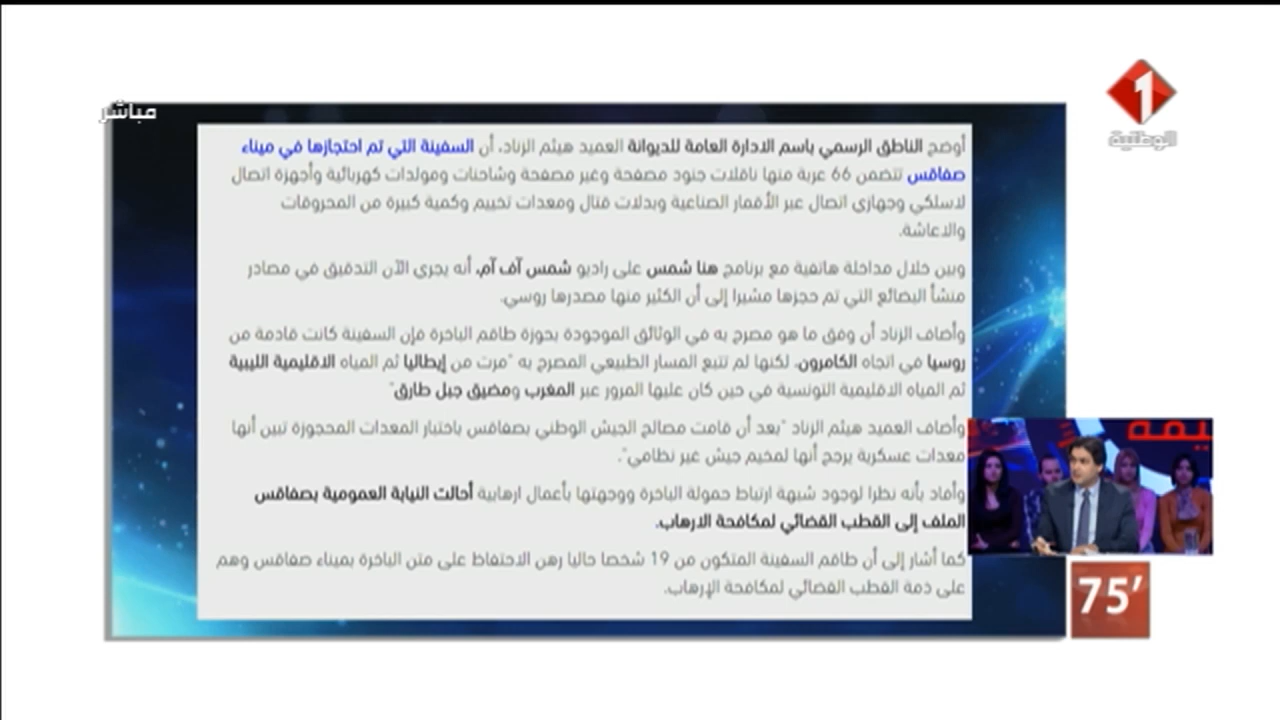 مباشر
1
الوطنية
أوضح الناطق الرسمي باسم الادارة العامة للديوانة العميد هيثم الزناد، أن السفينة التي تم احتجازها في ميناء
صفاقس تتضمن 66 عربة منها ناقلات جنود مصفحة وغير مصفحة وشاحنات ومولدات كهربائية وأجهزة اتصال
لاسلكي وجهازي اتصال عبر الأقمار الصناعية وبدلات قتال ومعدات تخييم وكمية كبيرة من المحروقات
والاعاشة.
وبين خلال مداخلة هاتفية مع برنامج هنا شمس على راديو شمس آف آم، أنه يجري الآن التدقيق في مصادر
منشأ البضائع التي تم حجزها مشيرا إلى أن الكثير منها مصدرها روسي.
وأضاف الزناد أن وفق ما هو مصرح به في الوثائق الموجودة بحوزة طاقم الباخرة فإن السفينة كانت قادمة من
روسيا في اتجاه الكامرون، لكنها لم تتبع المسار الطبيعي المصرح به "مرت من إيطاليا ثم المياه الاقليمية الليبية
ثم المياه الاقليمية التونسية في حين كان عليها المرور عبر المغرب ومضيق جبل طارق"
وأضاف العميد هيثم الزناد "بعد أن قامت مصالح الجيش الوطني بصفاقس باختبار المعدات المحجوزة تبين أنها
معدات عسكرية يرجح أنها لمخيم جيش غير نظامي".
وأفاد بأنه نظرا لوجود شبهة ارتباط حمولة الباخرة ووجهتها بأعمال ارهابية أحالت النيابة العمومية بصفاقس
الملف إلى القطب القضائي لمكافحة الارهاب.
كما أشار إلى أن طاقم السفينة المتكون من 19 شخصا حاليا رهن الاحتفاظ على متن الباخرة بميناء صفاقس وهم
على ذمة القطب القضائي لمكافحة الإرهاب.
75’